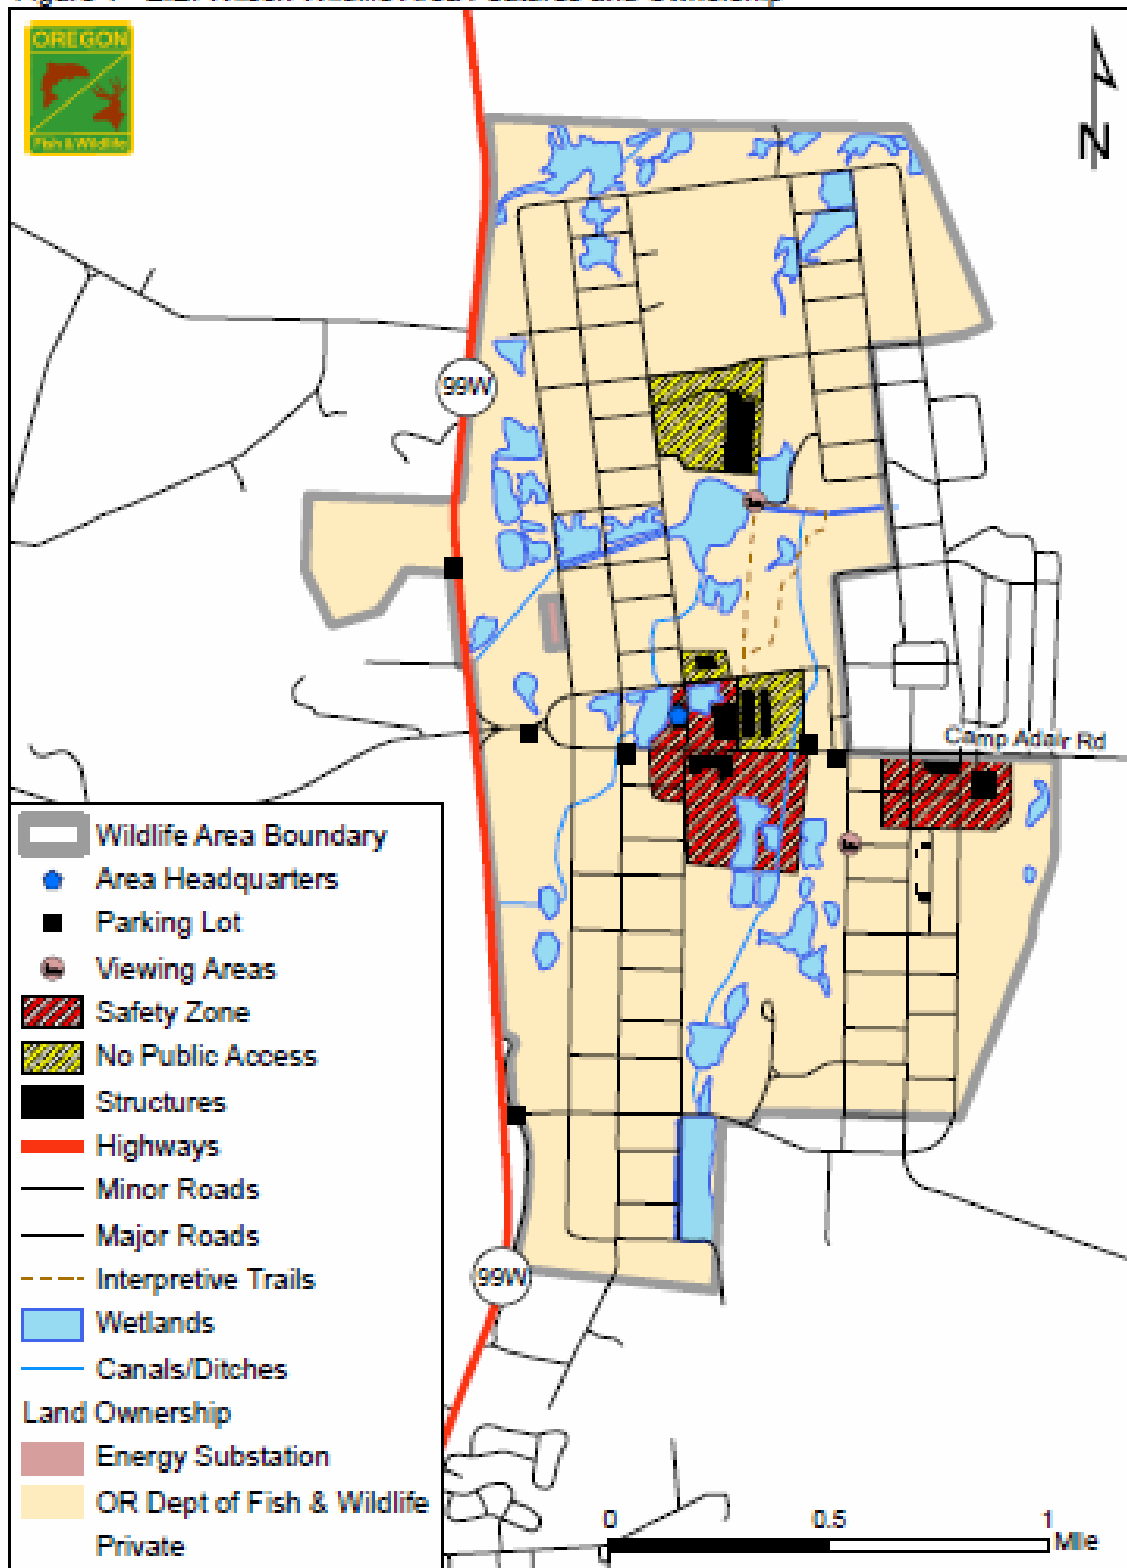 OREGON
Fish & Wildlife
N
99W
Camp Adair Rd
99W
Wildlife Area Boundary
Area Headquarters
Parking Lot
Viewing Areas
Safety Zone
No Public Access
Structures
Highways
Minor Roads
Major Roads
Interpretive Trails
Wetlands
Canals/Ditches
Land Ownership
Energy Substation
OR Dept of Fish & Wildlife
Private
0 0.5 1
Mile